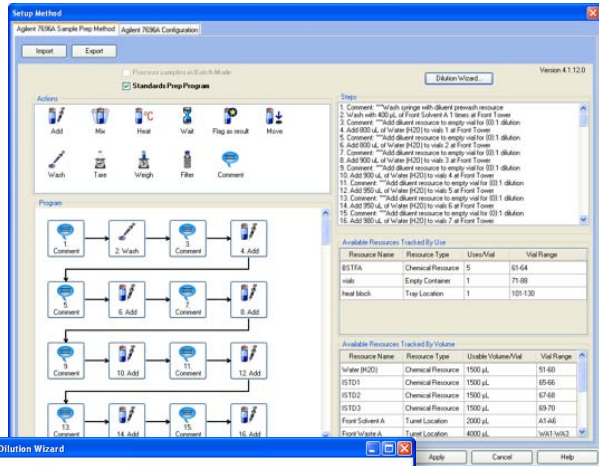 Setup Method
Agilent 7696A Sample Prep Method
Agilent 7696A Configuration
Import
Export
Process samples in Batch Mode
Standards Prep Program
Dilution Wizard...
Version 4.1.12.0
Actions
Add
Mix
Heat
Wait
Flag as result
Move
°C
Wash
Tare
Weigh
Filter
Comment
Steps
1. Comment: ""Wash syringe with diluent prewash resource
2. Wash with 400 µL of Front Solvent A 1 times at Front Tower
3. Comment: ""Add diluent resource to empty vial for (0):1 dilution
4. Add 800 uL of Water (H2O) to vials 1 at Front Tower
5. Comment: ""Add diluent resource to empty vial for (0):1 dilution
6. Add 800 uL of Water (H2O) to vials 2 at Front Tower
7. Comment: ""Add diluent resource to empty vial for (0):1 dilution
8. Add 900 uL of Water (H2O) to vials 3 at Front Tower
9. Comment: ""Add diluent resource to empty vial for (0):1 dilution
10. Add 900 uL of Water (H2O) to vials 4 at Front Tower
11. Comment: ""Add diluent resource to empty vial for (0):1 dilution
12. Add 950 uL of Water (H2O) to vials 5 at Front Tower
13. Comment: ""Add diluent resource to empty vial for (0):1 dilution
14. Add 950 uL of Water (H2O) to vials 6 at Front Tower
15. Comment: ""Add diluent resource to empty vial for (0):1 dilution
16. Add 980 uL of Water (H2O) to vials 7 at Front Tower
Program
1. Comment
2. Wash
3. Comment
4. Add
5. Comment
6. Add
7. Comment
8. Add
9. Comment
10. Add
11. Comment
12. Add
13. Comment
14. Add
15. Comment
16. Add
Available Resources Tracked By Use
Resource Name Resource Type Uses/Vial Vial Range
BSTFA Chemical Resource 5 61-64
vials Empty Container 1 71-88
heat block Tray Location 1 101-130
Available Resources Tracked By Volume
Resource Name Resource Type Usable Volume/Vial Vial Range
Water (H2O) Chemical Resource 1500 µL 51-60
ISTD1 Chemical Resource 1500 µL 65-66
ISTD2 Chemical Resource 1500 µL 67-68
ISTD3 Chemical Resource 1500 µL 69-70
Front Solvent A Turret Location 2000 µL A1-A6
Front Waste A Turret Location 4000 µL WA1-WA3
Dilution Wizard
Apply
Cancel
Help